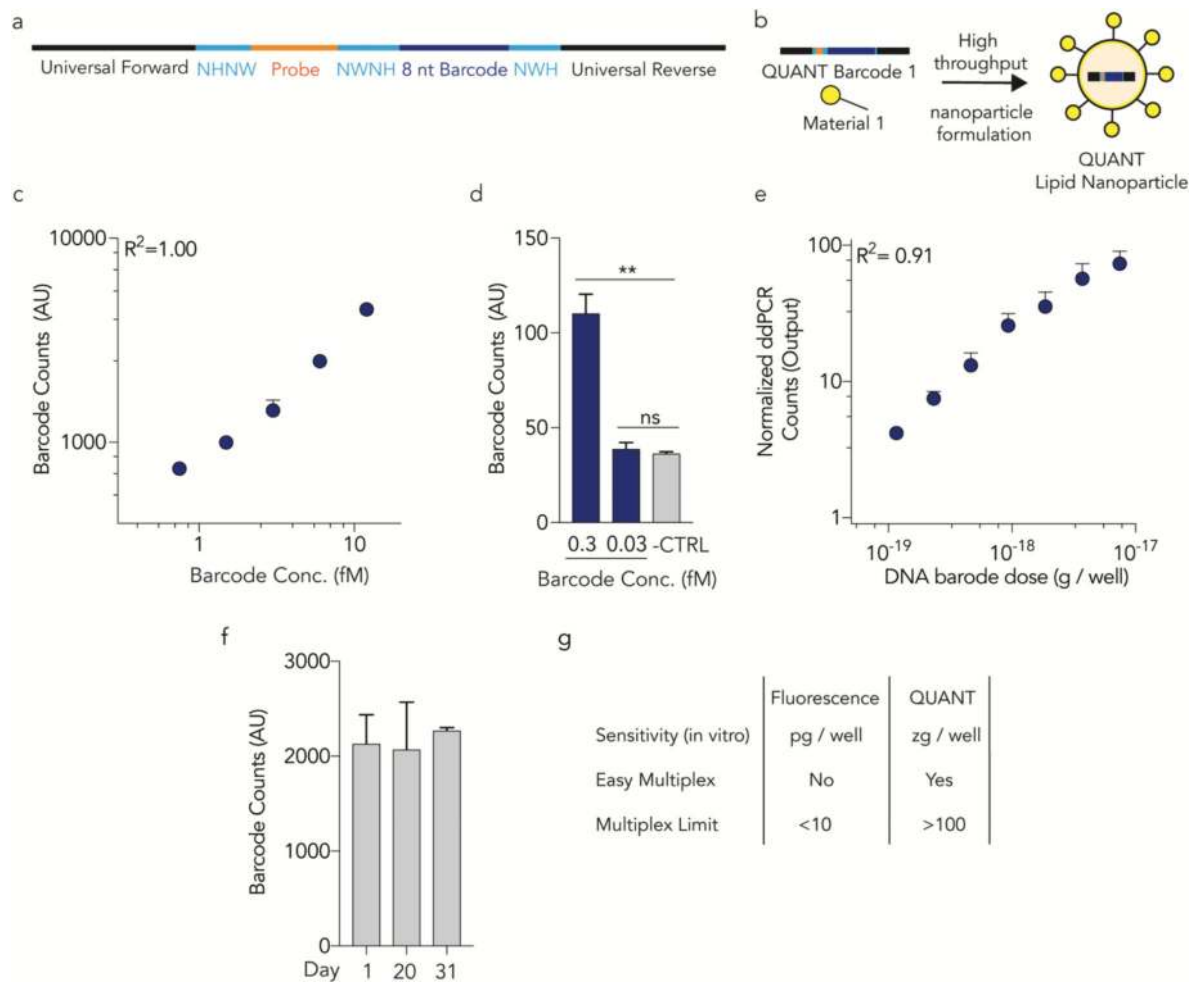 a
Universal Forward NHNW Probe NWNH 8 nt Barcode NWH Universal Reverse
b
QUANT Barcode 1
Material 1
High
throughput
nanoparticle
formulation
QUANT
Lipid Nanoparticle
c
R²=1.00
Barcode Counts (AU)
10000
1000
1 10
Barcode Conc. (fM)
d
Barcode Counts (AU)
150
100
50
0
**
ns
0.3 0.03 -CTRL
Barcode Conc. (fM)
e
R²= 0.91
Normalized ddPCR
Counts (Output)
100
10
1
10⁻¹⁹ 10⁻¹⁸ 10⁻¹⁷
DNA barode dose (g / well)
f
Barcode Counts (AU)
3000
2000
1000
0
Day 1 20 31
g
Fluorescence QUANT
Sensitivity (in vitro) pg / well zg / well
Easy Multiplex No Yes
Multiplex Limit <10 >100